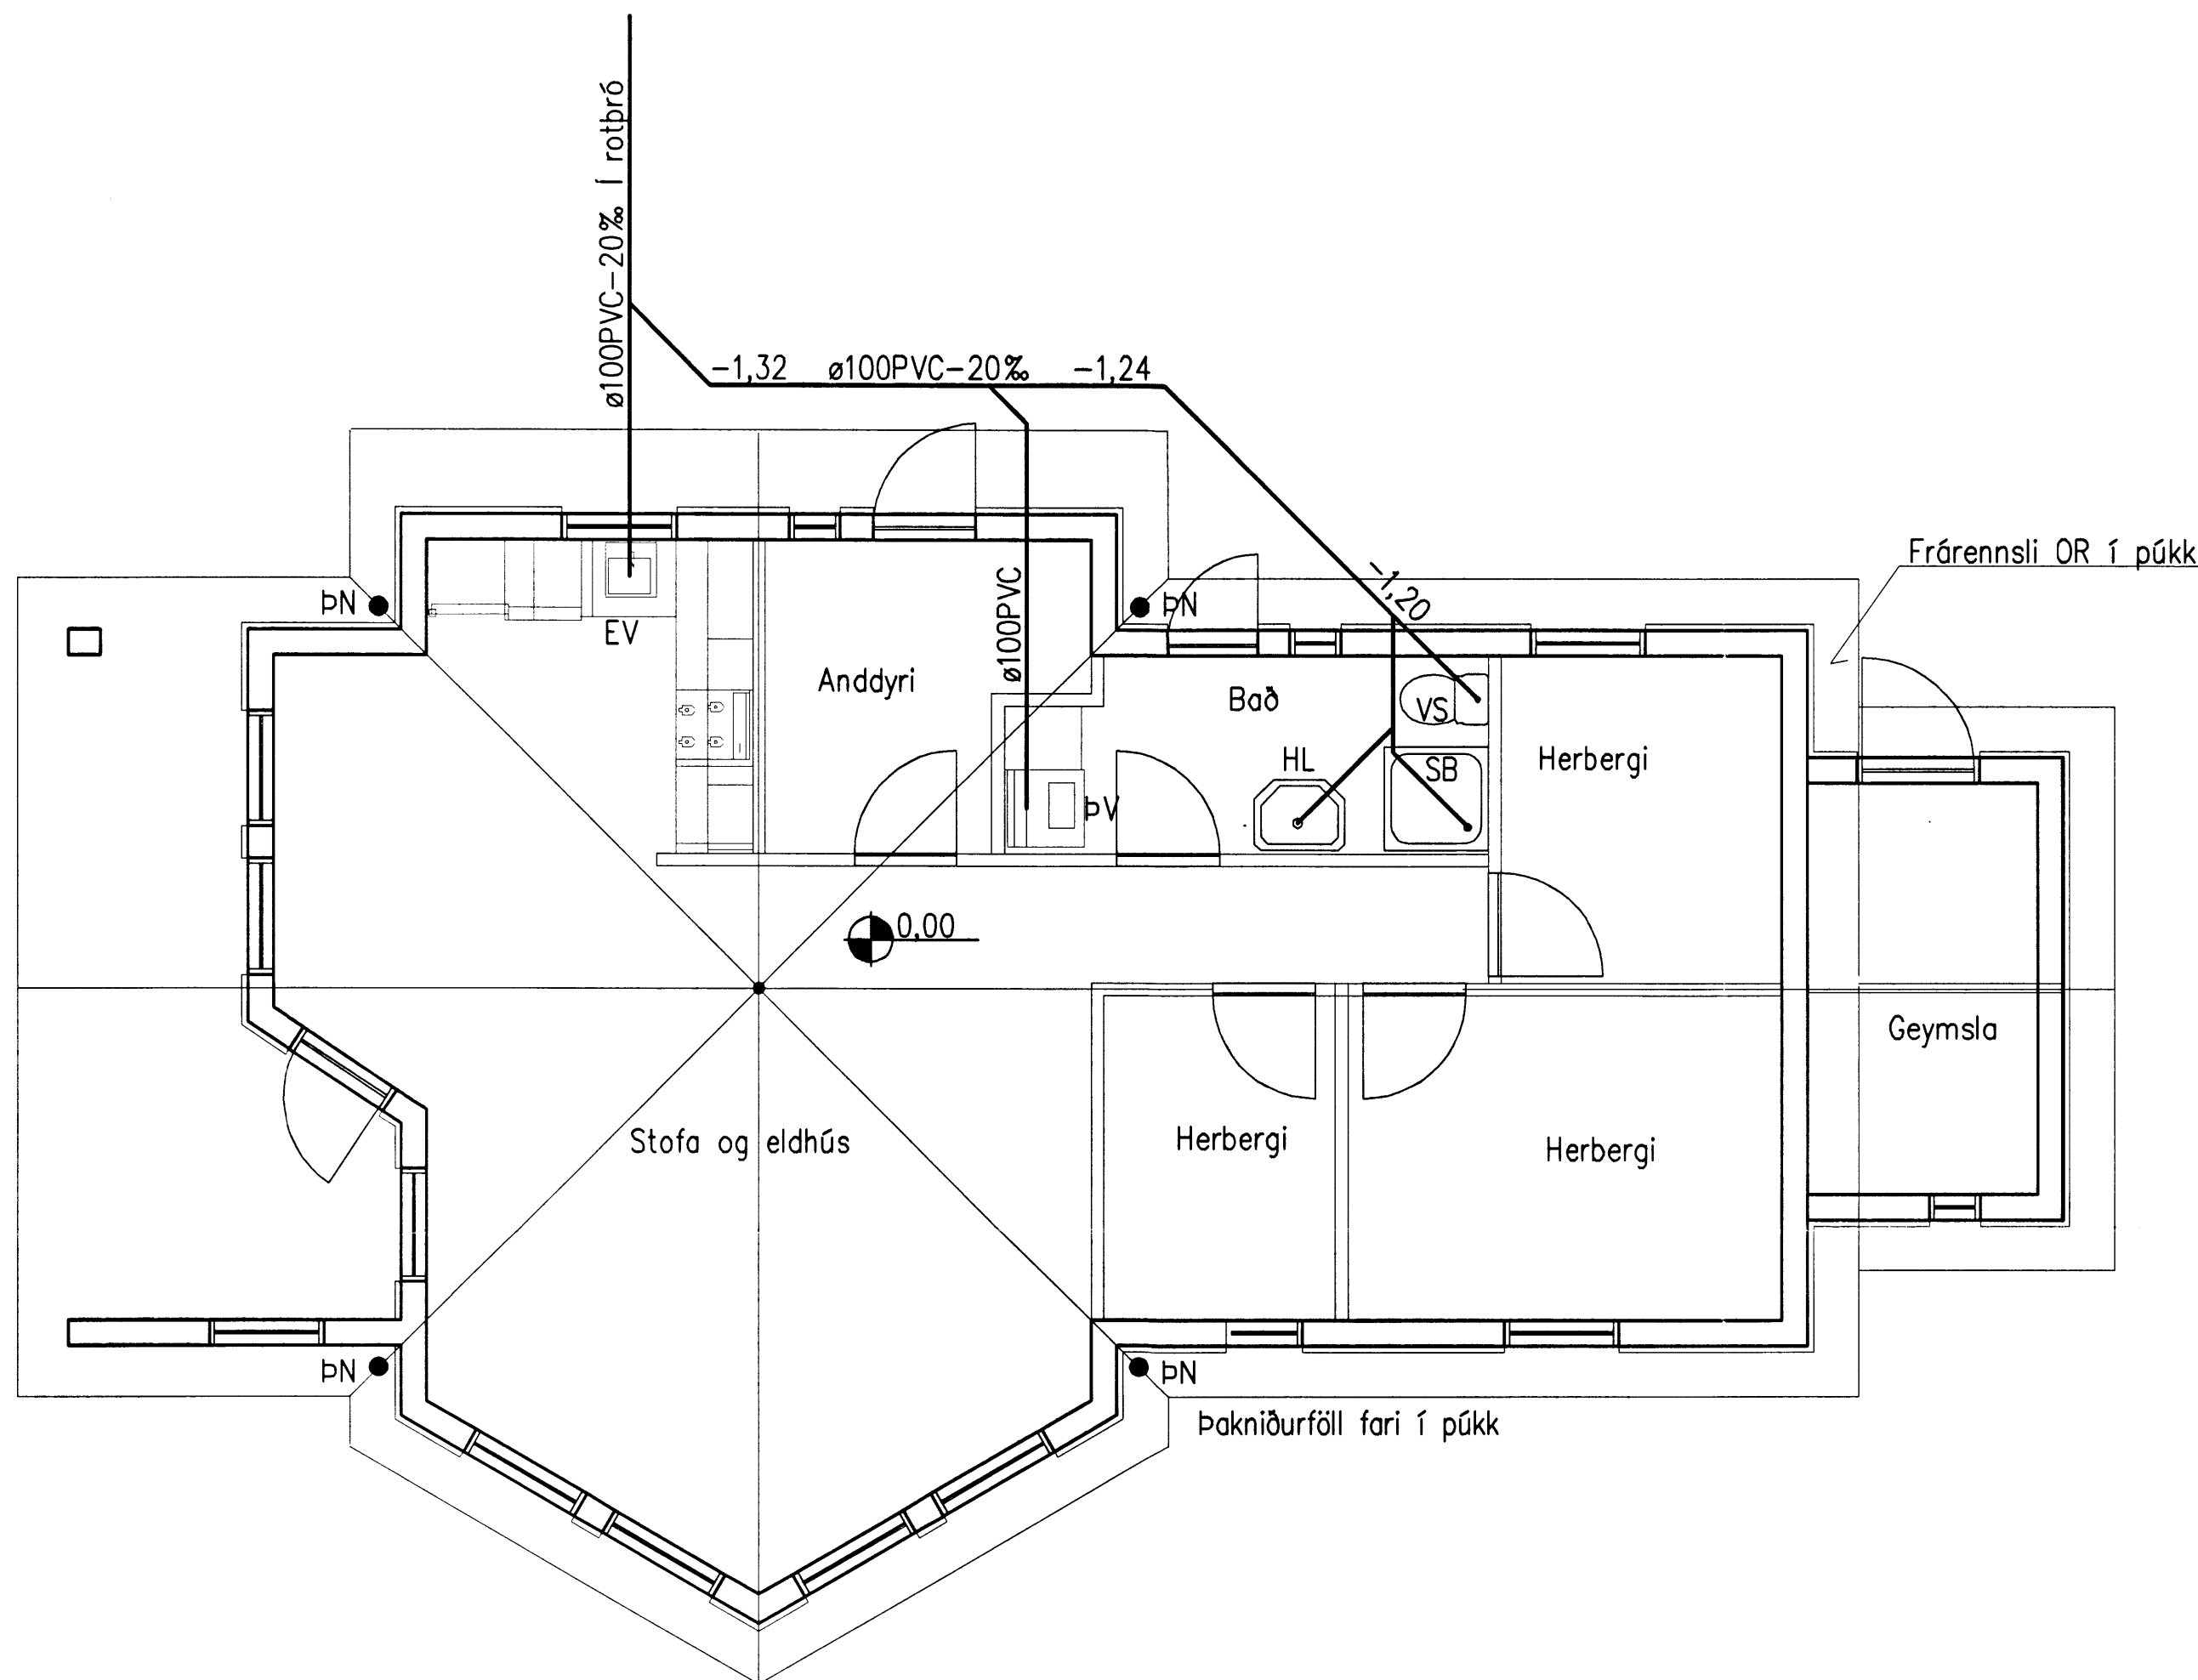 ø100PVC-20‰ Í rotþró
-1,32 ø100PVC-20‰ -1,24
Frárennsli OR í púkk
-1,20
ÞN
ÞN
EV
ø100PVC
Anddyri
Bað
VS
Herbergi
HL
SB
ÞV
0,00
Geymsla
Stofa og eldhús
Herbergi
Herbergi
ÞN
ÞN
Þakniðurföll fari í púkk